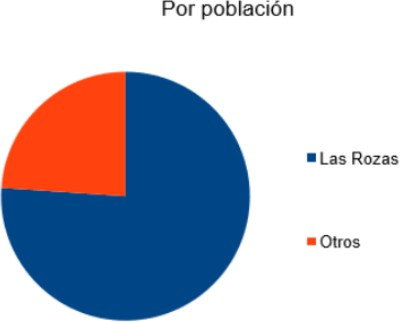 Por población
Las Rozas
Otros